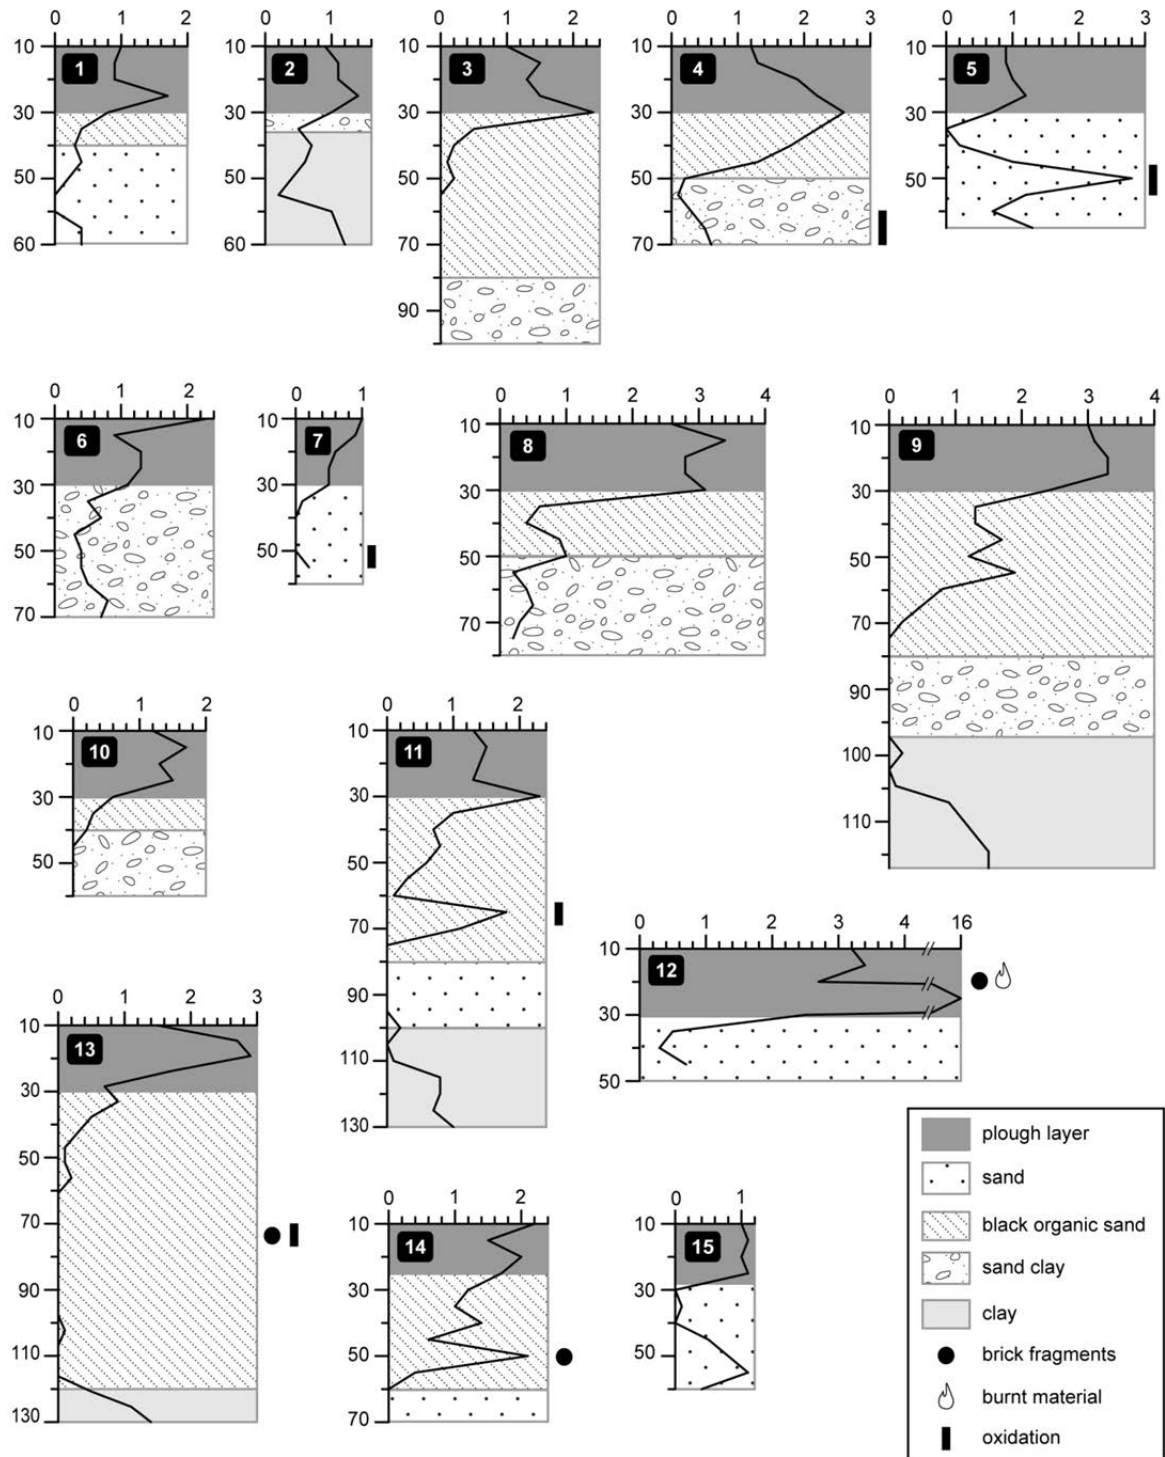 0 1 2
0 1
0 1 2
0 1 2 3
0 1 2 3
10 30 50 60
1
10 30 50 60
2
10 30 50 70 90
3
10 30 50 70
4
10 30 50
5
0 1 2
0 1
0 1 2 3 4
0 1 2 3 4
10 30 50 70
6
10 30 50
7
10 30 50 70
8
10 30 50 70 90 100 110
9
0 1 2
0 1 2
10 30 50
10
10 30 50 70 90 110 130
11
0 1 2 3 4 16
10 30 50
12
0 1 2 3
10 30 50 70 90 110 130
13
0 1 2
10 30 50 70
14
0 1
10 30 50
15
plough layer
sand
black organic sand
sand clay
clay
brick fragments
burnt material
oxidation